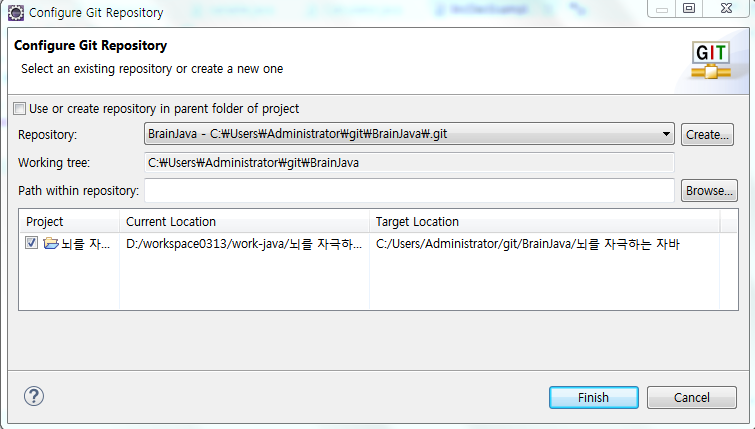 Configure Git Repository
Configure Git Repository
Select an existing repository or create a new one
GIT
Use or create repository in parent folder of project
Repository: BrainJava - C:₩Users₩Administrator₩git₩BrainJava₩.git Create...
Working tree: C:₩Users₩Administrator₩git₩BrainJava
Path within repository: Browse...
Project Current Location Target Location
뇌를 자... D:/workspace0313/work-java/뇌를 자극하... C:/Users/Administrator/git/BrainJava/뇌를 자극하는 자바
? Finish Cancel